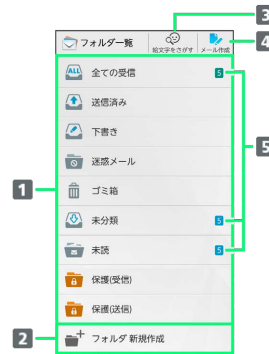 3
フォルダ一覧
絵文字をさがす
メール作成
4
全ての受信
ALL
5
送信済み
下書き
5
迷惑メール
1
ゴミ箱
未分類
5
未読
5
保護(受信)
保護(送信)
2
フォルダ 新規作成